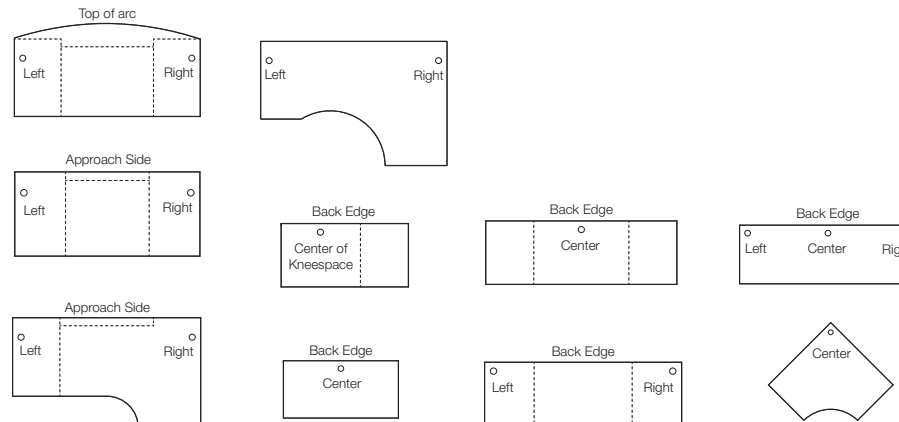 Top of arc
Left
Right
Left
Right
Approach Side
Left
Right
Back Edge
Center of
Kneespace
Back Edge
Center
Back Edge
Left
Center
Approach Side
Left
Right
Back Edge
Center
Back Edge
Left
Right
Center